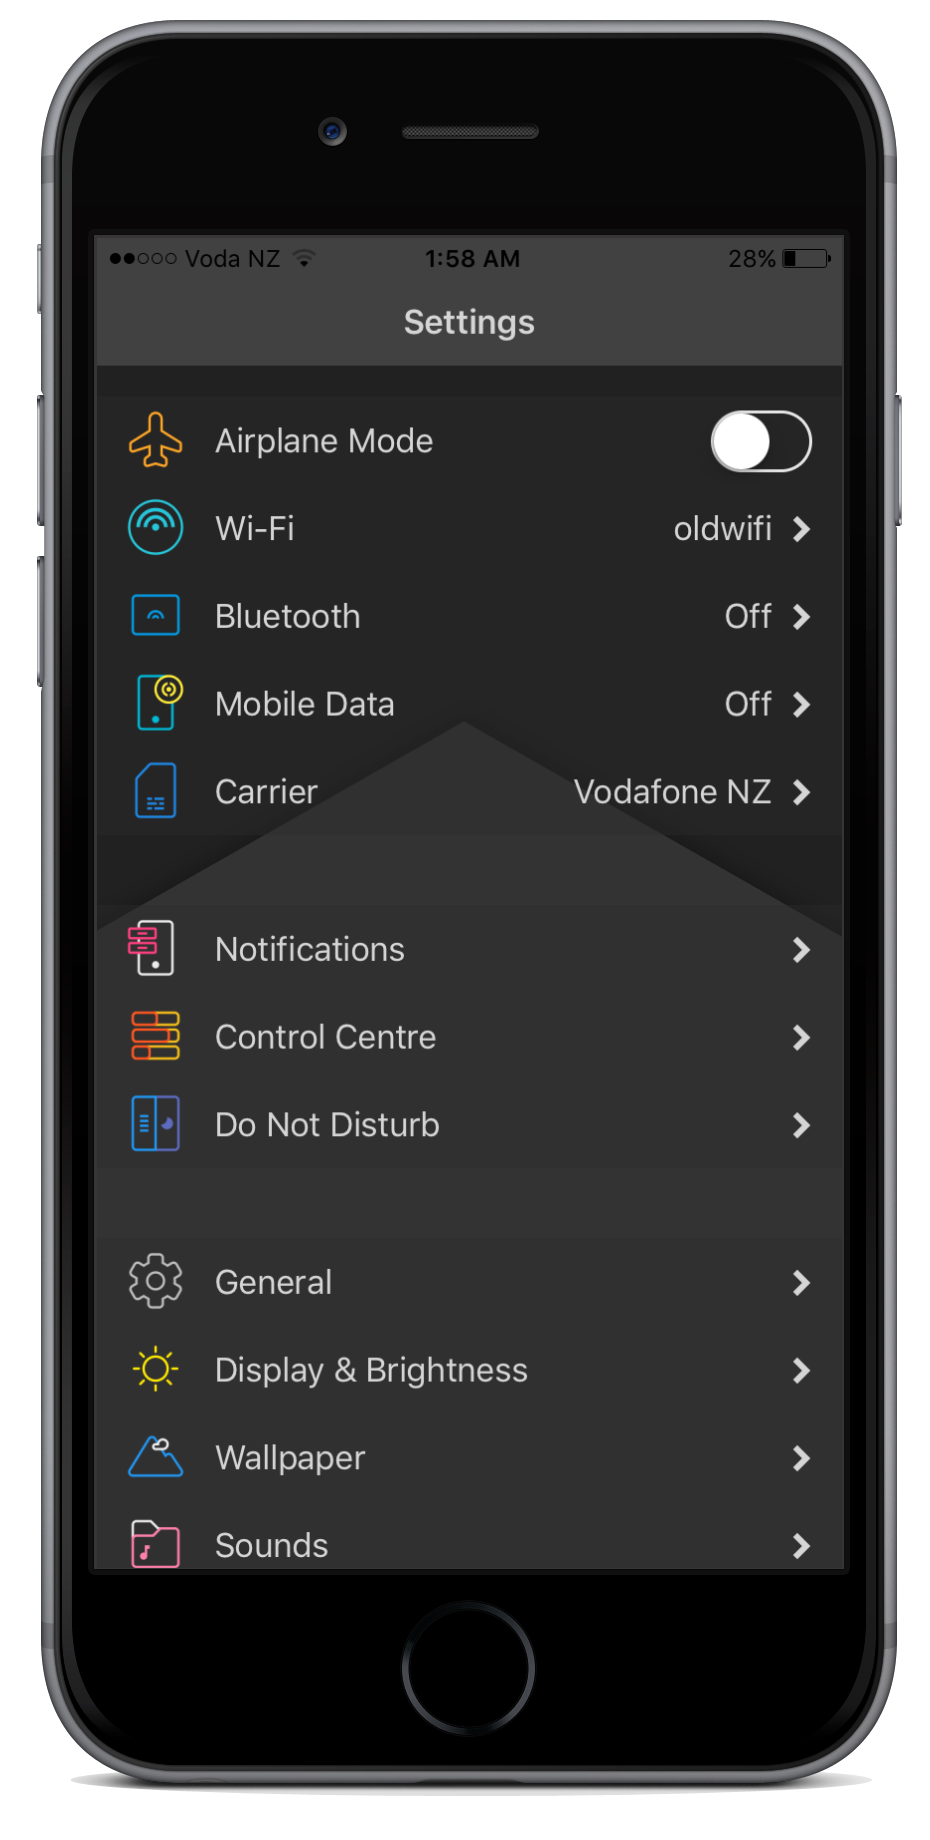 Voda NZ 1:58 AM 28%
Settings
Airplane Mode
Wi-Fi oldwifi
Bluetooth Off
Mobile Data Off
Carrier Vodafone NZ
Notifications
Control Centre
Do Not Disturb
General
Display & Brightness
Wallpaper
Sounds